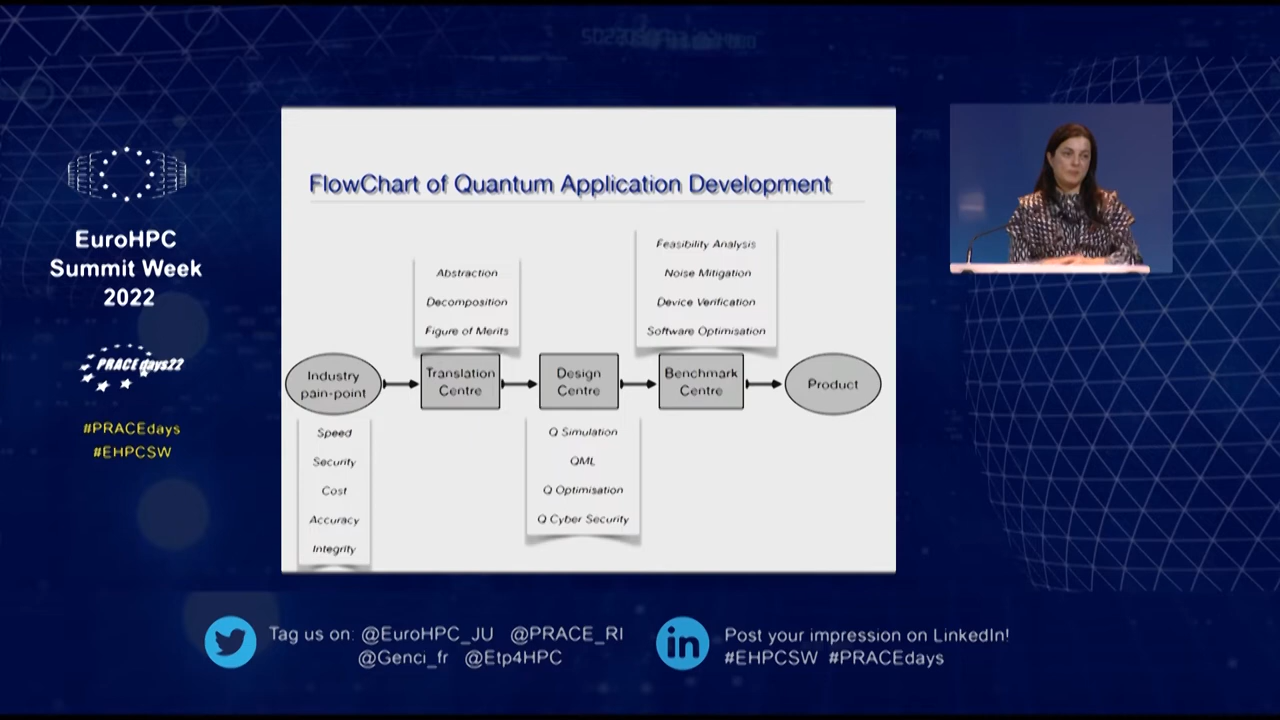 EuroHPC
Summit Week
2022
PRACEdays22
#PRACEdays
#EHPCSW
FlowChart of Quantum Application Development
Feasibility Analysis
Noise Mitigation
Device Verification
Software Optimisation
Abstraction
Decomposition
Figure of Merits
Industry
pain-point
Translation
Centre
Design
Centre
Benchmark
Centre
Product
Speed
Security
Cost
Accuracy
Integrity
Q Simulation
QML
Q Optimisation
Q Cyber Security
Tag us on: @EuroHPC_JU @PRACE_RI
@Genci_fr @Etp4HPC
in
Post your impression on LinkedIn!
#EHPCSW #PRACEdays